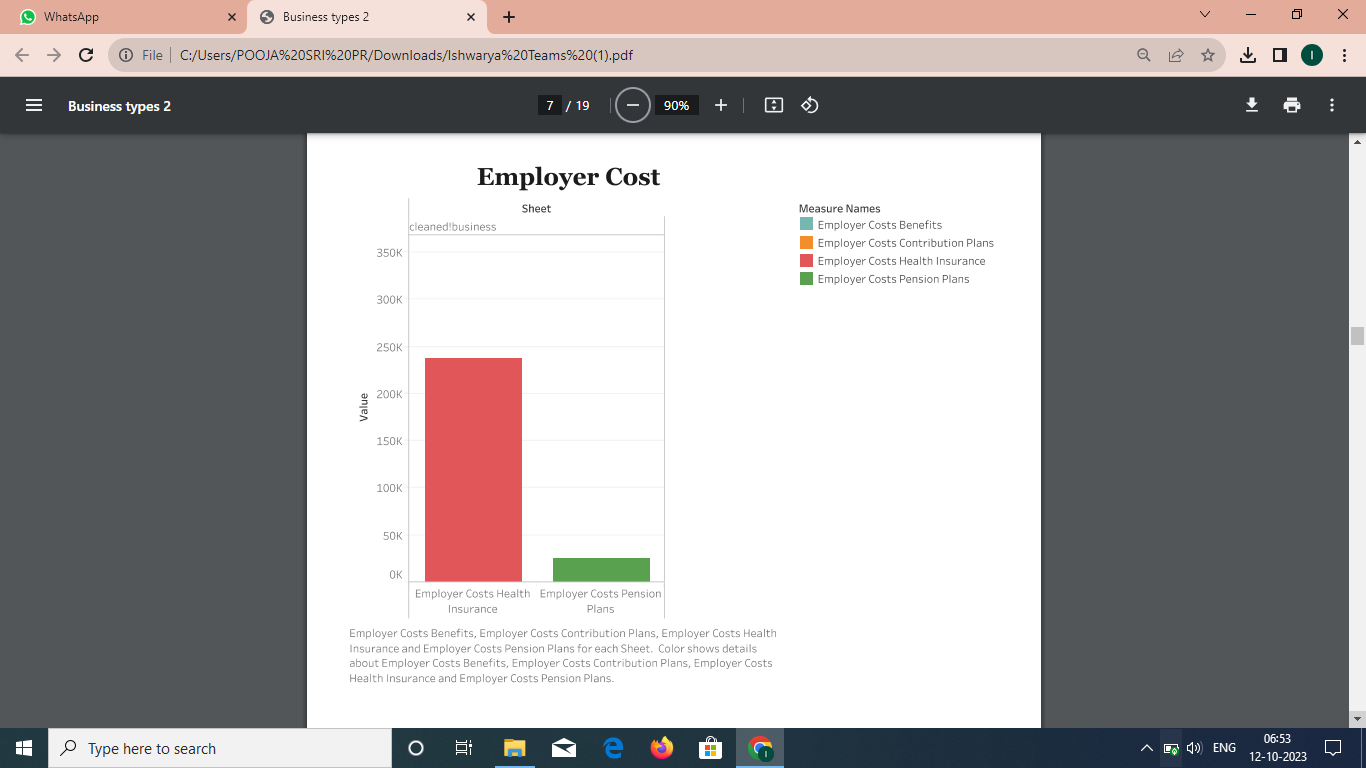 WhatsApp
Business types 2
File
C:/Users/POOJA%20SRI%20PR/Downloads/Ishwarya%20Teams%20(1).pdf
I
Business types 2
7 / 19
90%
Employer Cost
Sheet
cleaned!business
350K
300K
250K
200K
150K
100K
50K
0K
Value
Employer Costs Health
Insurance
Employer Costs Pension
Plans
Measure Names
Employer Costs Benefits
Employer Costs Contribution Plans
Employer Costs Health Insurance
Employer Costs Pension Plans
Employer Costs Benefits, Employer Costs Contribution Plans, Employer Costs Health
Insurance and Employer Costs Pension Plans for each Sheet. Color shows details
about Employer Costs Benefits, Employer Costs Contribution Plans, Employer Costs
Health Insurance and Employer Costs Pension Plans.
Type here to search
I
ENG
06:53
12-10-2023